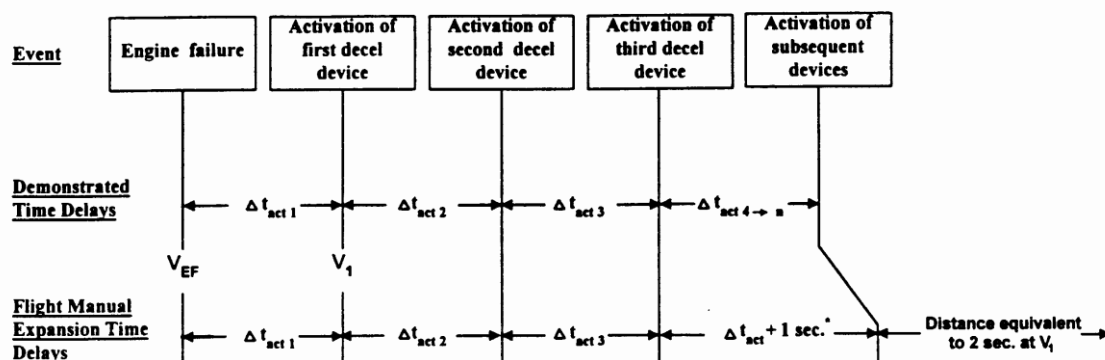 Event
Engine failure
Activation of
first decel
device
Activation of
second decel
device
Activation of
third decel
device
Activation of
subsequent
devices
Demonstrated
Time Delays
Δ t act 1
Δ t act 2
Δ t act 3
Δ t act 4→ n
V EF
V 1
Flight Manual
Expansion Time
Delays
Δ t act 1
Δ t act 2
Δ t act 3
Δ t act + 1 sec.*
Distance equivalent
to 2 sec. at V 1